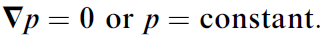 ∇p = 0 or p = constant.